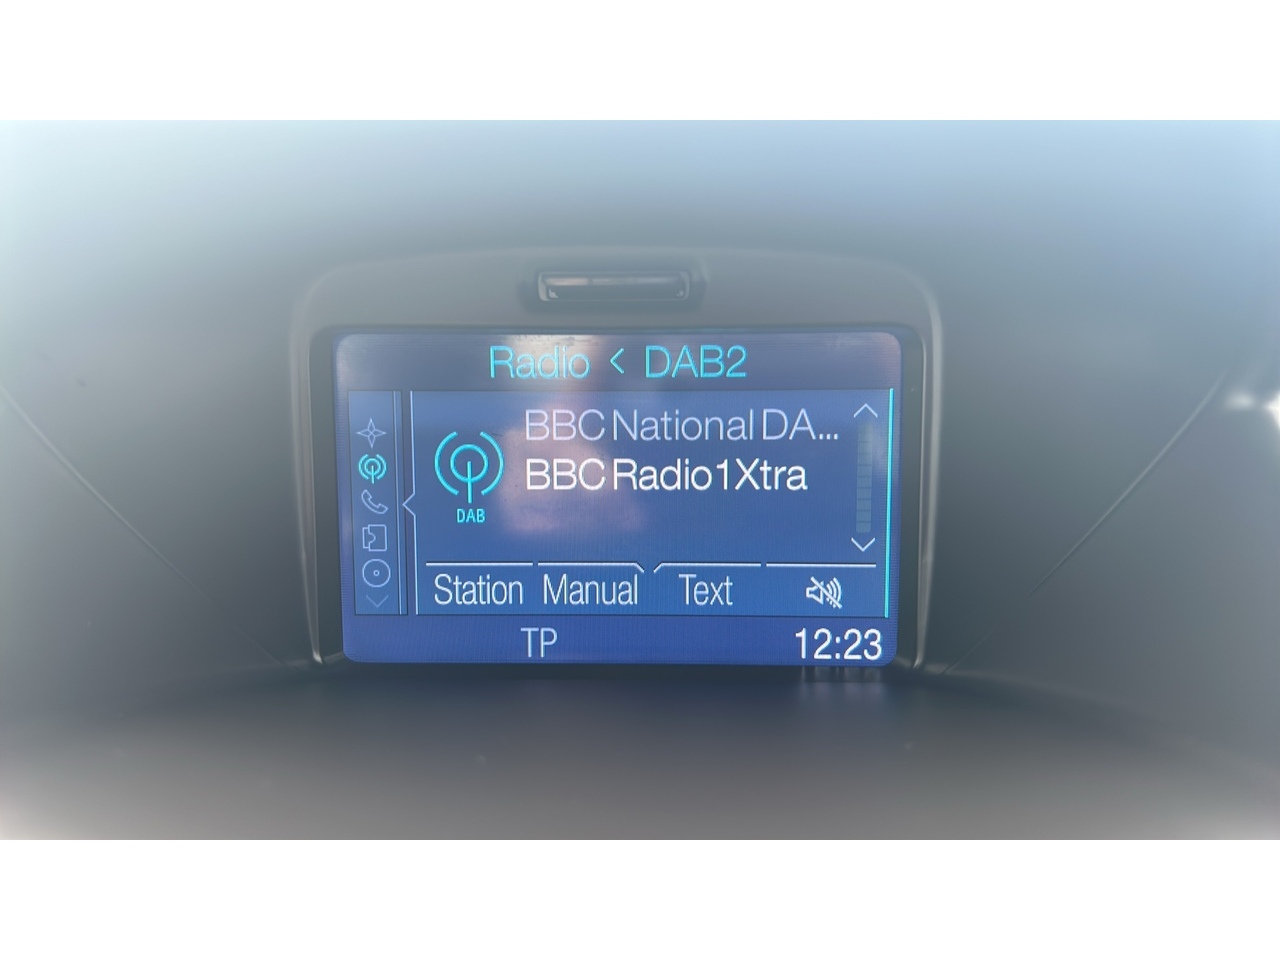 Radio < DAB2
BBC National DA...
BBC Radio1Xtra
DAB
Station Manual Text
TP 12:23